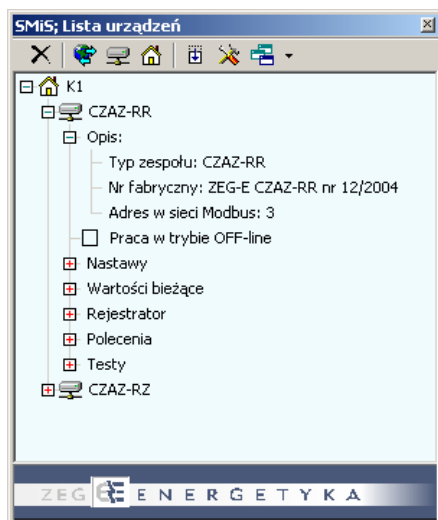 SMiS; Lista urządzeń
K1
CZAZ-RR
Opis:
Typ zespołu: CZAZ-RR
Nr fabryczny: ZEG-E CZAZ-RR nr 12/2004
Adres w sieci Modbus: 3
Praca w trybie OFF-line
Nastawy
Wartości bieżące
Rejestrator
Polecenia
Testy
CZAZ-RZ
ZEG ENERGETYKA